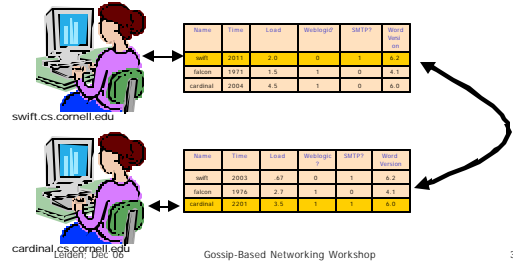 Name Time Load Weblogic? SMTP? Word
Versi
on
swift 2011 2.0 0 1 6.2
falcon 1971 1.5 1 0 4.1
cardinal 2004 4.5 1 0 6.0
swift.cs.cornell.edu
Name Time Load Weblogic SMTP? Word
? Version
swift 2003 .67 0 1 6.2
falcon 1976 2.7 1 0 4.1
cardinal 2201 3.5 1 1 6.0
cardinal.cs.cornell.edu
Leiden; Dec 06 Gossip-Based Networking Workshop 3